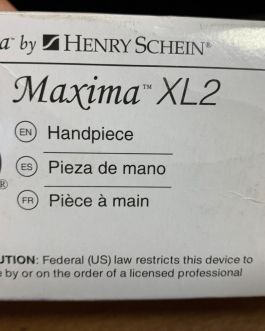 a™ by HENRY SCHEIN®
Maxima™ XL2
EN Handpiece
ES Pieza de mano
FR Pièce à main
®
UTION: Federal (US) law restricts this device to
e by or on the order of a licensed professional